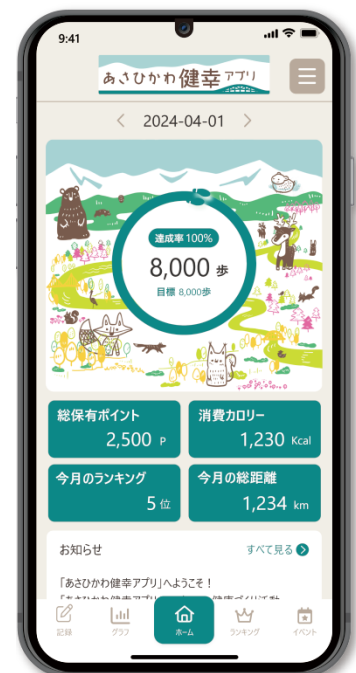 9:41
あさひかわ健幸アプリ
2024-04-01
達成率100%
8,000 歩
目標 8,000歩
総保有ポイント
2,500 P
消費カロリー
1,230 Kcal
今月のランキング
5 位
今月の総距離
1,234 km
お知らせ
すべて見る
「あさひかわ健幸アプリ」へようこそ！
記録
グラフ
ホーム
ランキング
イベント